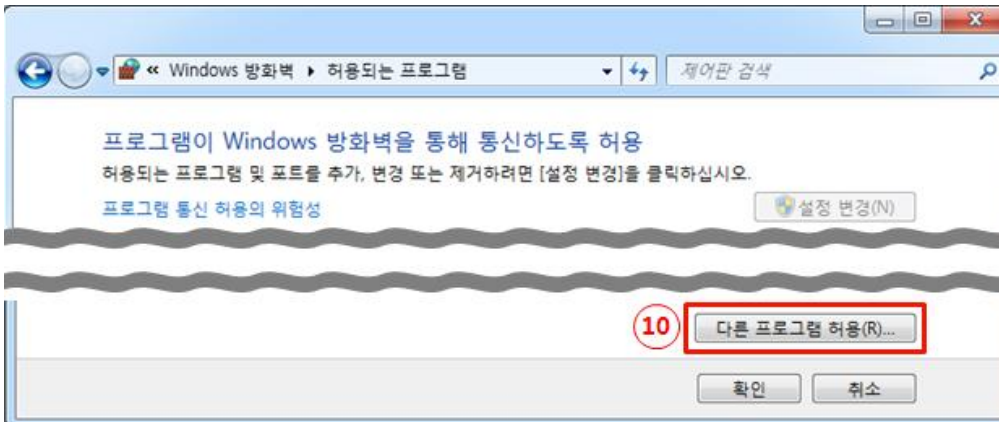 « Windows 방화벽 ▸ 허용되는 프로그램
제어판 검색
프로그램이 Windows 방화벽을 통해 통신하도록 허용
허용되는 프로그램 및 포트를 추가, 변경 또는 제거하려면 [설정 변경]을 클릭하십시오.
프로그램 통신 허용의 위험성
설정 변경(N)
10
다른 프로그램 허용(R)...
확인
취소